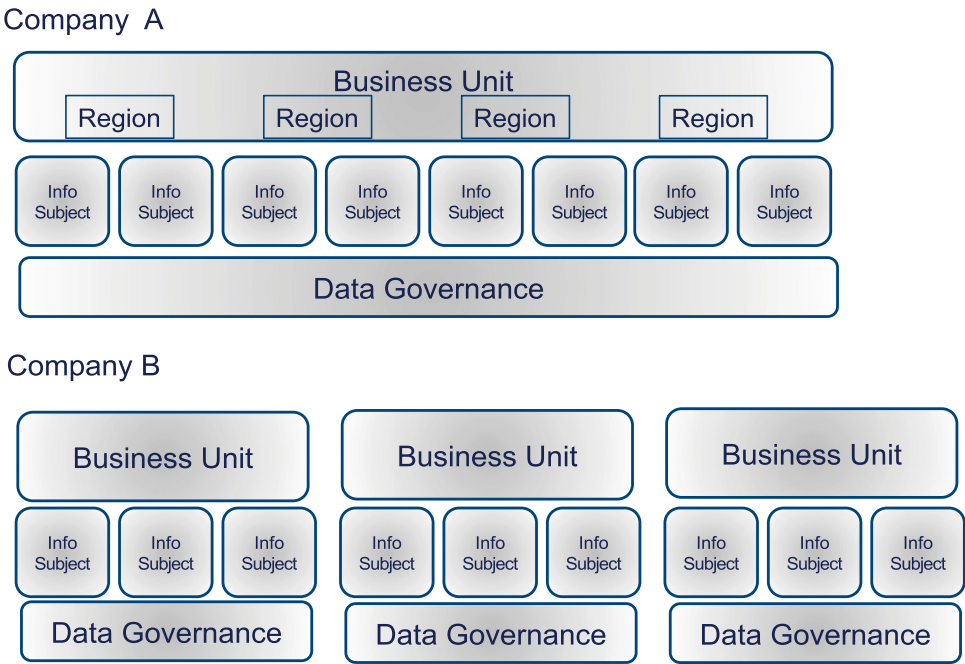 Company A
Business Unit
Region Region Region Region
Info Info Info Info Info Info Info Info
Subject Subject Subject Subject Subject Subject Subject Subject
Data Governance
Company B
Business Unit Business Unit Business Unit
Info Info Info Info Info Info Info Info Info
Subject Subject Subject Subject Subject Subject Subject Subject Subject
Data Governance Data Governance Data Governance